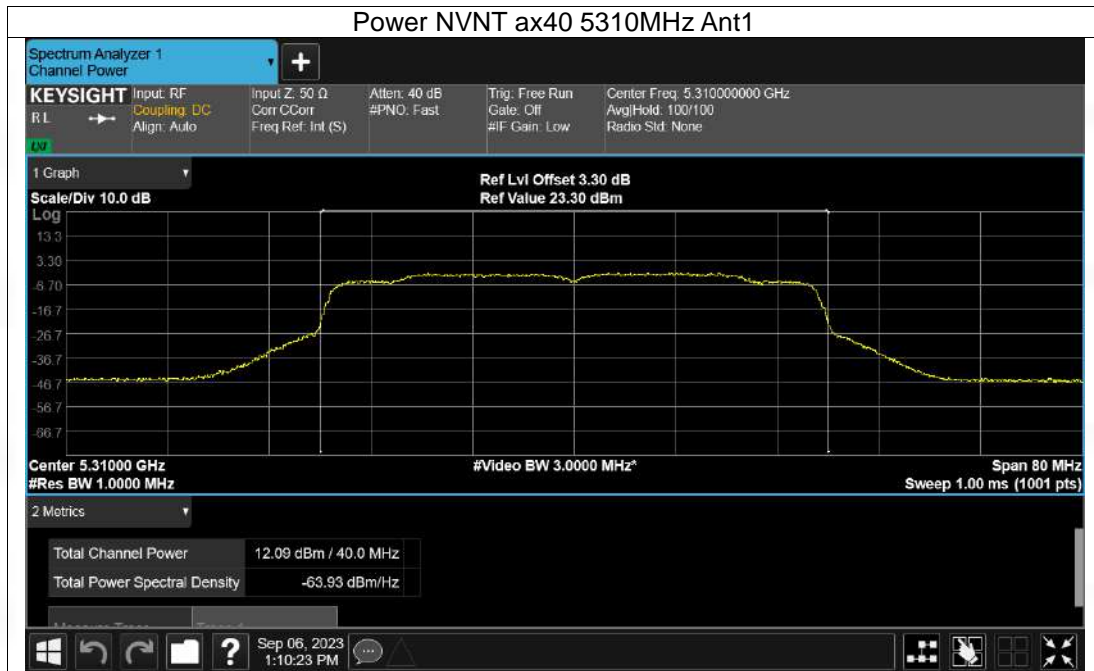 Power NVNT ax40 5310MHz Ant1
Spectrum Analyzer 1
Channel Power
KEYSIGHT
R L
LXI
Input: RF
Coupling: DC
Align: Auto
Input Z: 50 Ω
Corr CCorr
Freq Ref: Int (S)
Atten: 40 dB
#PNO: Fast
Trig: Free Run
Gate: Off
#IF Gain: Low
Center Freq: 5.310000000 GHz
Avg|Hold: 100/100
Radio Std: None
1 Graph
Scale/Div 10.0 dB
Ref Lvl Offset 3.30 dB
Ref Value 23.30 dBm
Log
13.3
3.30
-6.70
-16.7
-26.7
-36.7
-46.7
-56.7
-66.7
Center 5.31000 GHz
#Video BW 3.0000 MHz*
Span 80 MHz
#Res BW 1.0000 MHz
Sweep 1.00 ms (1001 pts)
2 Metrics
Total Channel Power 12.09 dBm / 40.0 MHz
Total Power Spectral Density -63.93 dBm/Hz
?
Sep 06, 2023
1:10:23 PM